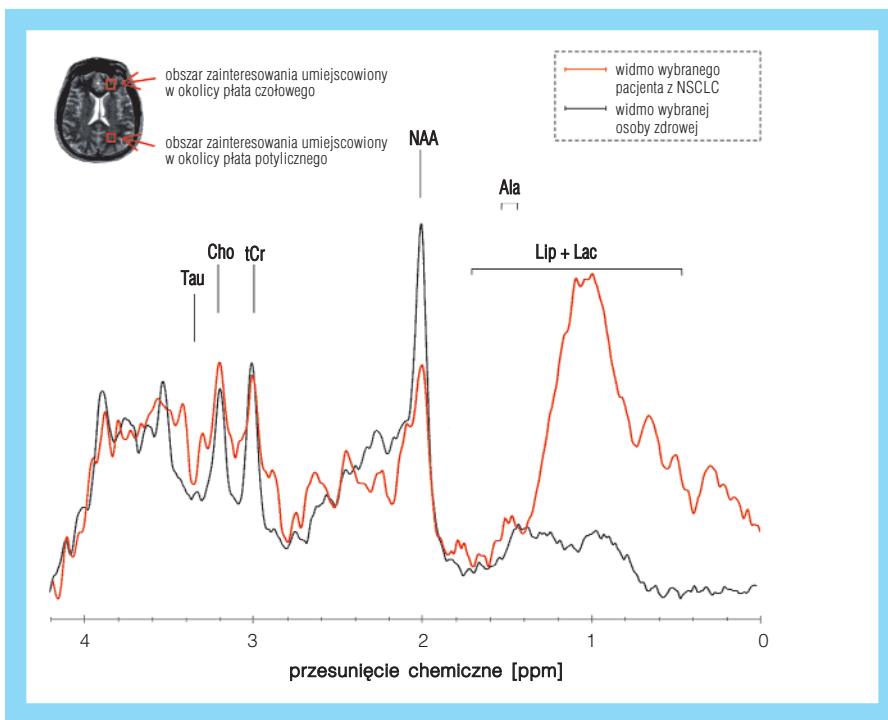 obszar zainteresowania umiejscowiony
w okolicy płata czołowego
obszar zainteresowania umiejscowiony
w okolicy płata potylicznego
widmo wybranego
pacjenta z NSCLC
widmo wybranej
osoby zdrowej
NAA
Ala
Cho tCr
Lip + Lac
Tau
4 3 2 1 0
przesunięcie chemiczne [ppm]